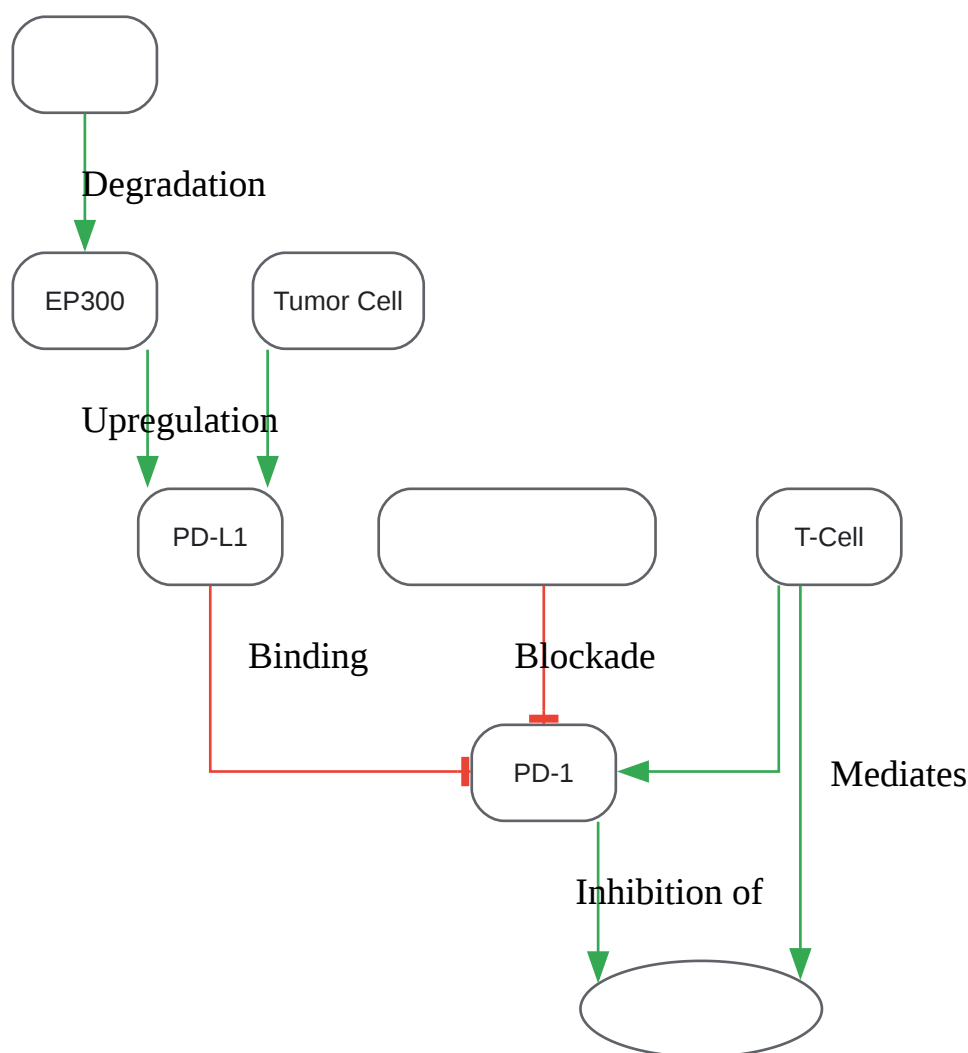 Degradation
EP300
Tumor Cell
Upregulation
PD-L1
T-Cell
Binding
Blockade
PD-1
Mediates
Inhibition of